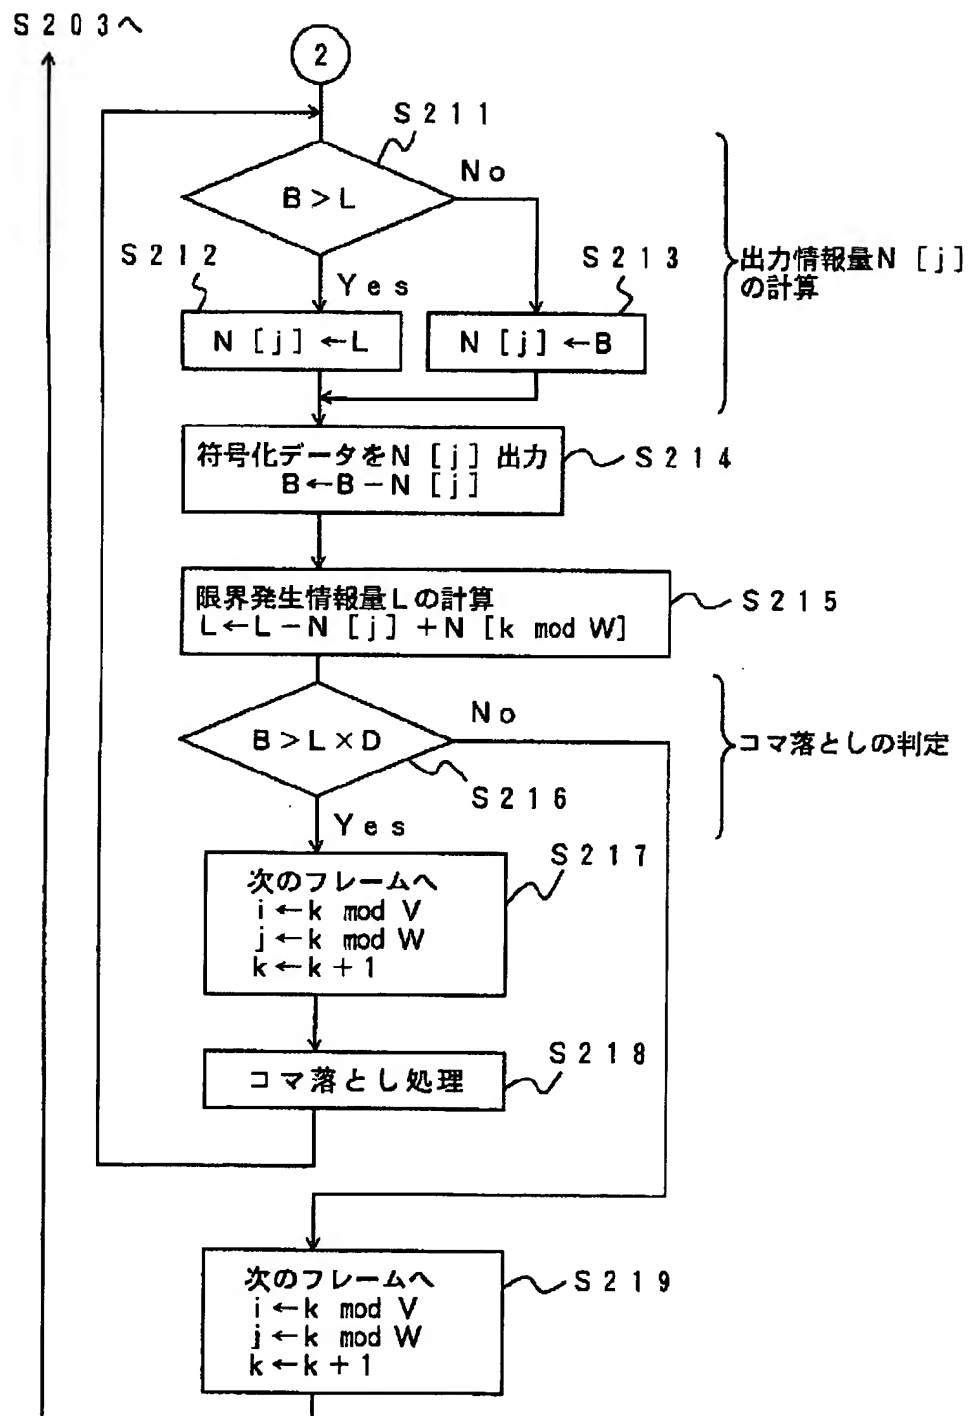 S203へ
2
S211
B>L
No
S212
Yes
S213
N [j] ←L
N [j] ←B
出力情報量N [j]
の計算
符号化データをN [j] 出力
B←B-N [j]
S214
限界発生情報量Lの計算
L←L-N [j] +N [k mod W]
S215
B>L×D
No
コマ落としの判定
S216
Yes
S217
次のフレームへ
i←k mod V
j←k mod W
k←k+1
S218
コマ落とし処理
次のフレームへ
i←k mod V
j←k mod W
k←k+1
S219